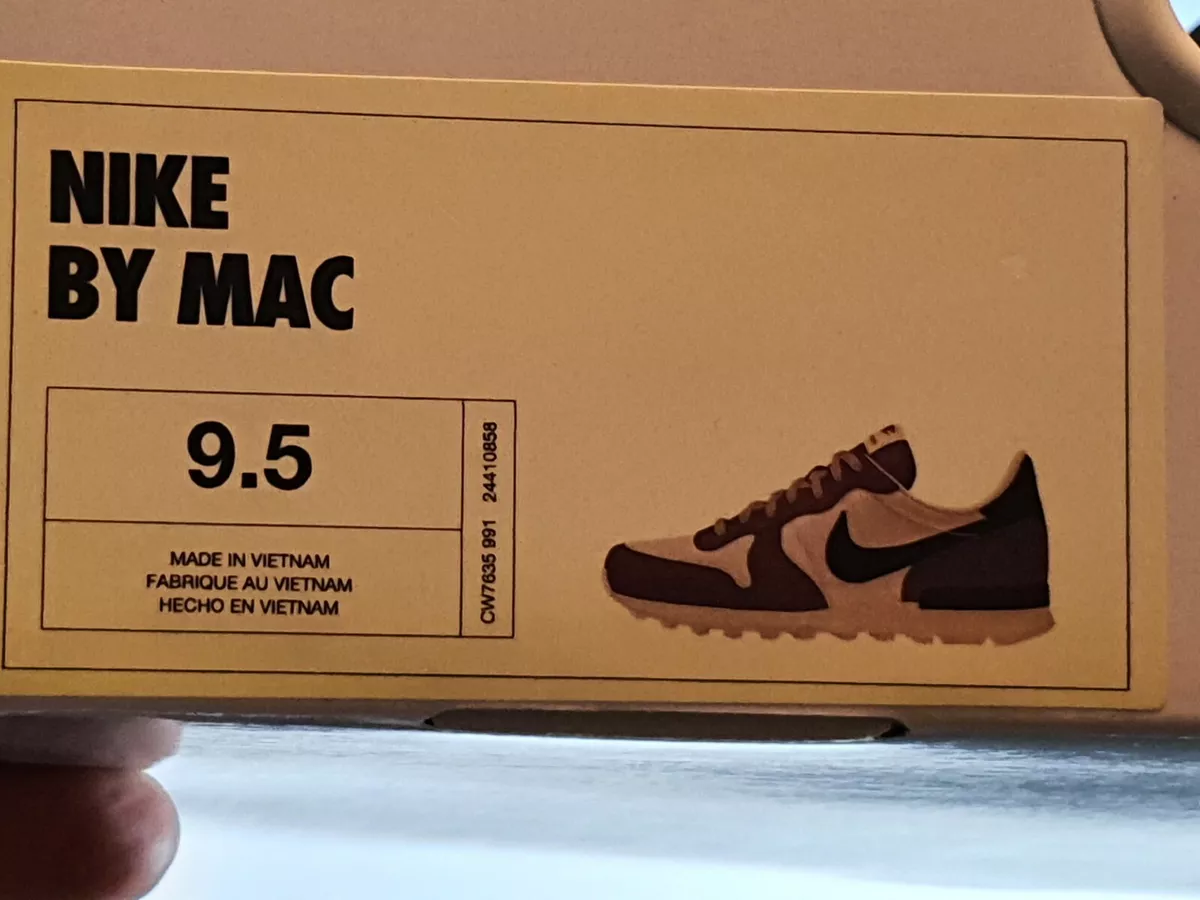 NIKE
BY MAC
9.5
MADE IN VIETNAM
FABRIQUE AU VIETNAM
HECHO EN VIETNAM
CW7635 991 24410858